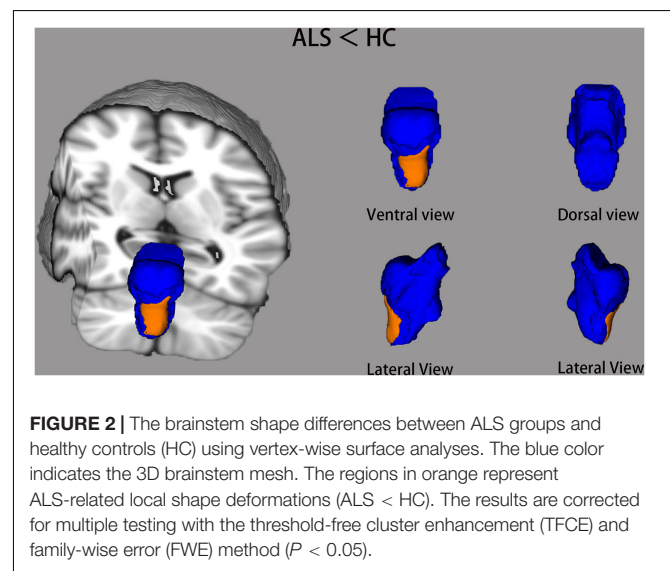 ALS < HC
Ventral view
Dorsal view
Lateral View
Lateral View
FIGURE 2 | The brainstem shape differences between ALS groups and
healthy controls (HC) using vertex-wise surface analyses. The blue color
indicates the 3D brainstem mesh. The regions in orange represent
ALS-related local shape deformations (ALS < HC). The results are corrected
for multiple testing with the threshold-free cluster enhancement (TFCE) and
family-wise error (FWE) method (P < 0.05).